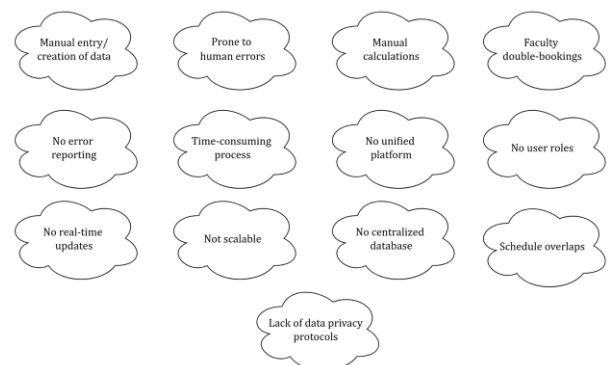 Manual entry/
creation of data
Prone to
human errors
Manual
calculations
Faculty
double-bookings
No error
reporting
Time-consuming
process
No unified
platform
No user roles
No real-time
updates
Not scalable
No centralized
database
Schedule overlaps
Lack of data privacy
protocols